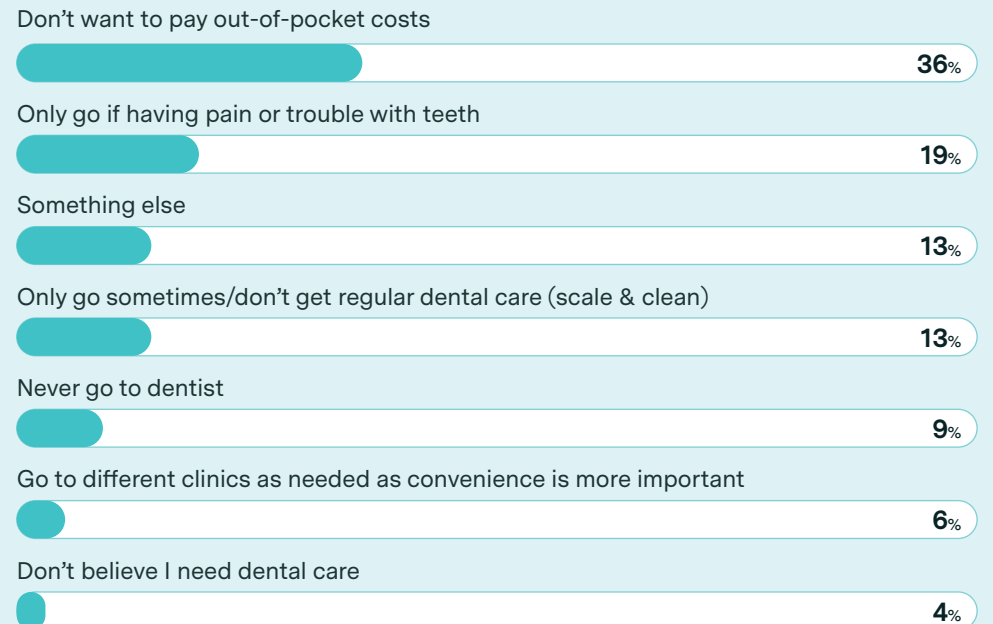 Don’t want to pay out-of-pocket costs
36%
Only go if having pain or trouble with teeth
19%
Something else
13%
Only go sometimes/don’t get regular dental care (scale & clean)
13%
Never go to dentist
9%
Go to different clinics as needed as convenience is more important
6%
Don’t believe I need dental care
4%